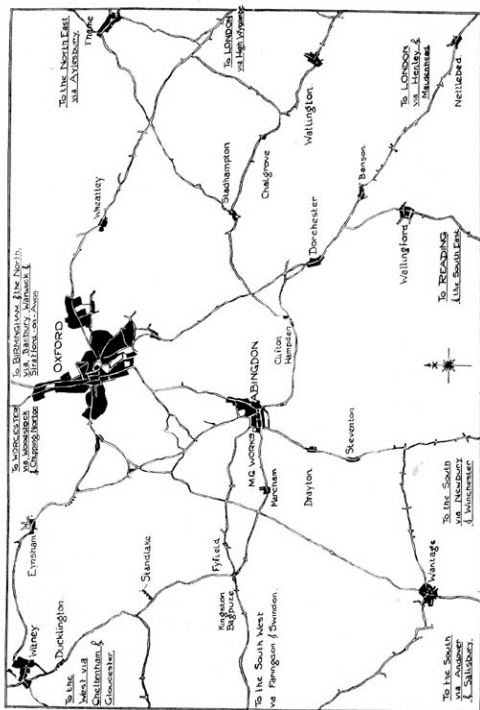 To the North East
via Aylesbury.
Thame
To LONDON
via High Wycombe
To LONDON
via Henley &
Maidenhead
Nettlebed.
Watlington
Wheatley
Stadhampton
Chalgrove
Benson.
Dorchester
Wallingford
To READING
& the South East.
To BIRMINGHAM & the North.
via Banbury Warwick &
Stratford-on-Avon
OXFORD
Clifton
Hampden
To WORCESTER
via Woodstock
& Chipping Norton
ABINGDON
M.G. WORKS
Marcham
Drayton
Steventon
To the South
via Newbury
& Winchester
Eynsham
Standlake
Fyfield
Kingston
Bagpuze
Wantage
Witney
Ducklington
To the
West via
Cheltenham &
Gloucester
To the South West
via Farringdon & Swindon.
To the South
via Andover
& Salisbury.